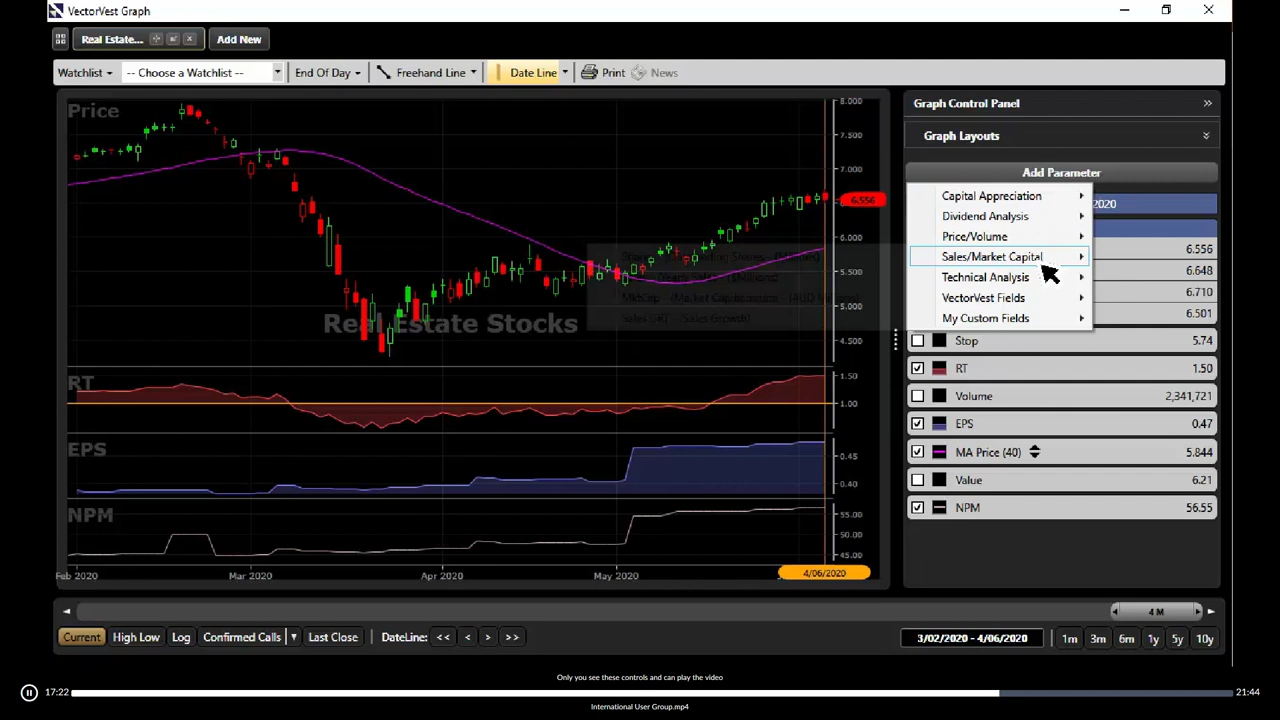 VectorVest Graph
Real Estate...
Add New
Watchlist
-- Choose a Watchlist --
End Of Day
Freehand Line
Date Line
Print
News
Price
8.000
7.500
7.000
6.556
6.000
5.500
5.000
4.500
Real Estate Stocks
RT
1.50
1.00
EPS
0.45
0.40
NPM
55.00
50.00
45.00
Feb 2020
Mar 2020
Apr 2020
May 2020
4/06/2020
Graph Control Panel
Graph Layouts
Add Parameter
Capital Appreciation
Dividend Analysis
Price/Volume
Sales/Market Capital
Technical Analysis
VectorVest Fields
My Custom Fields
2020
6.556
6.648
6.710
6.501
Stop 5.74
RT 1.50
Volume 2,341,721
EPS 0.47
MA Price (40) 5.844
Value 6.21
NPM 56.55
4 M
Current
High Low
Log
Confirmed Calls
Last Close
DateLine:
<<
<
>
>>
3/02/2020 - 4/06/2020
1m
3m
6m
1y
5y
10y
Only you see these controls and can play the video
17:22
21:44
International User Group.mp4